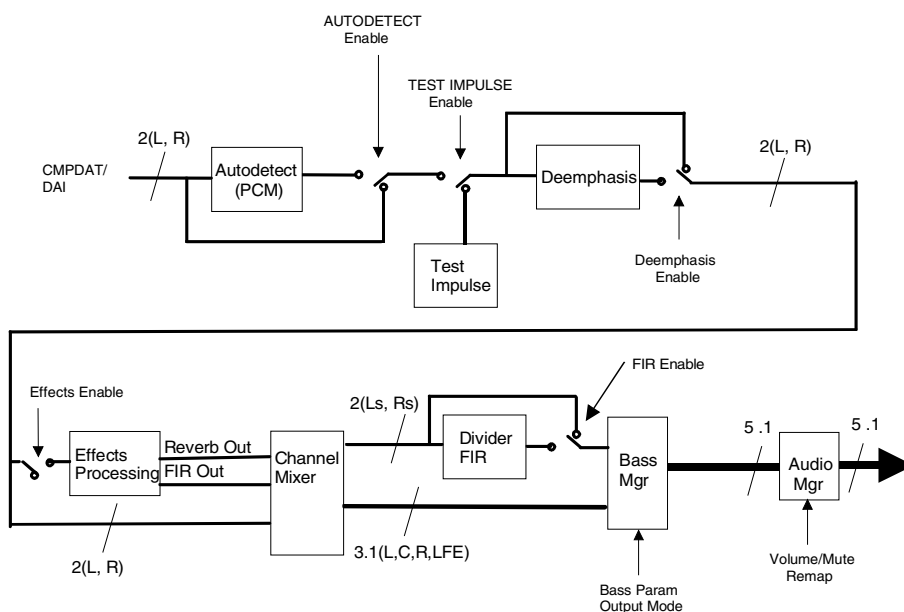 AUTODETECT
Enable
TEST IMPULSE
Enable
2(L, R)
CMPDAT/
DAI
Autodetect
(PCM)
Deemphasis
2(L, R)
Test
Impulse
Deemphasis
Enable
Effects Enable
FIR Enable
2(Ls, Rs)
Effects
Processing
Reverb Out
FIR Out
Channel
Mixer
Divider
FIR
Bass
Mgr
5 .1
Audio
Mgr
5 .1
2(L, R)
3.1(L,C,R,LFE)
Volume/Mute
Remap
Bass Param
Output Mode